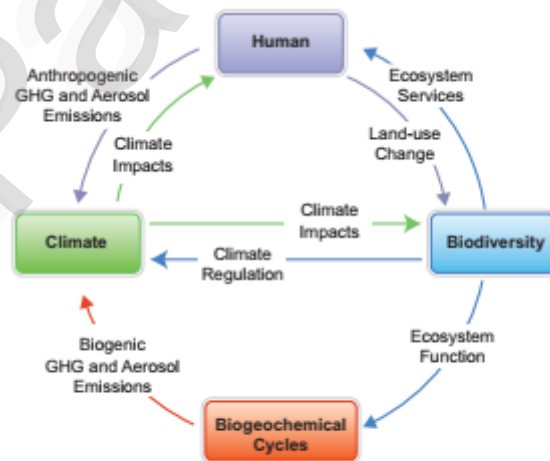 Human
Anthropogenic
GHG and Aerosol
Emissions
Ecosystem
Services
Climate
Impacts
Land-use
Change
Climate
Impacts
Climate
Biodiversity
Climate
Regulation
Biogenic
GHG and Aerosol
Emissions
Ecosystem
Function
Biogeochemical
Cycles